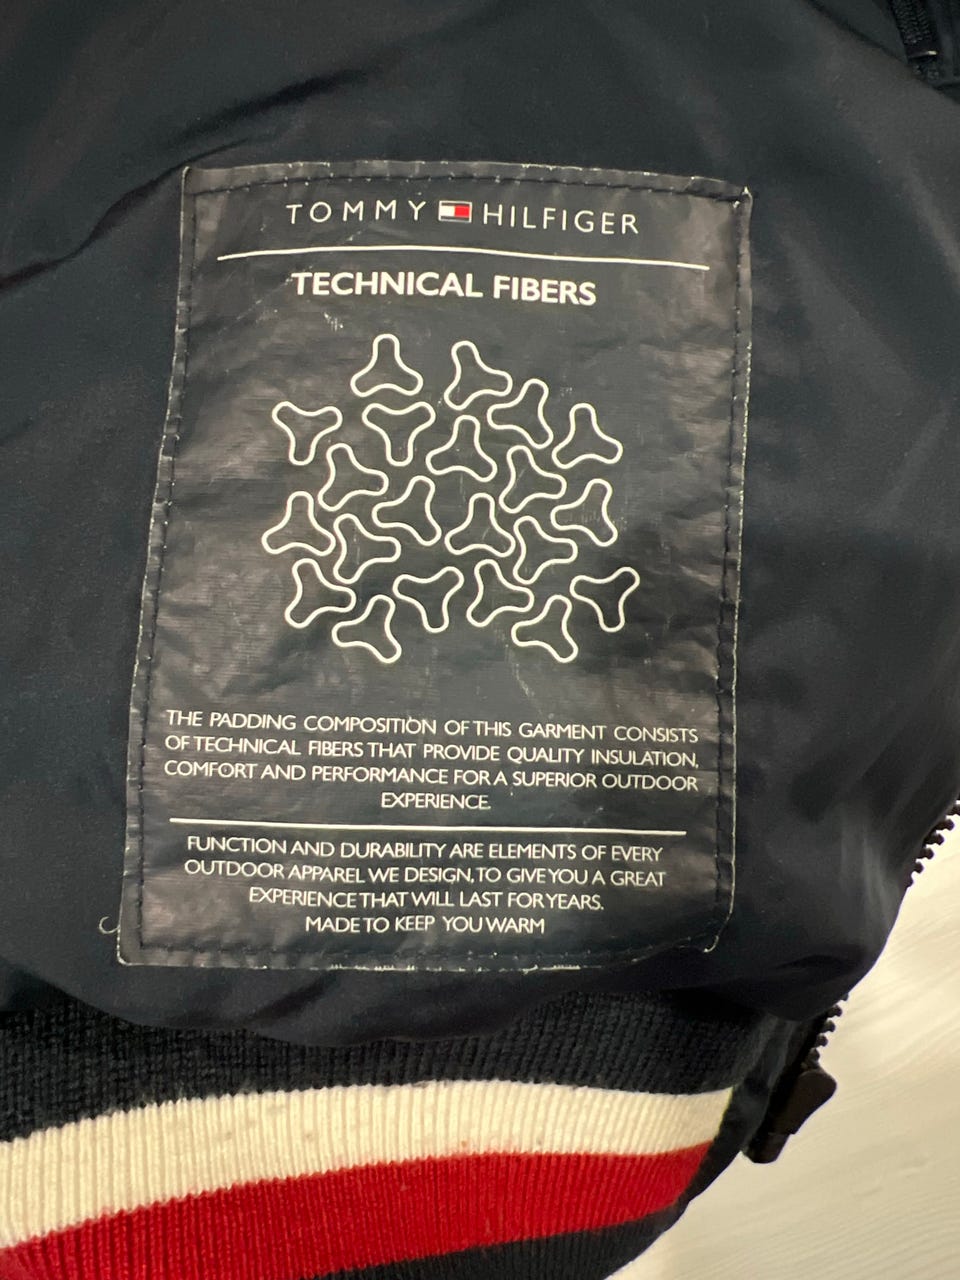 TOMMY HILFIGER
TECHNICAL FIBERS
THE PADDING COMPOSITION OF THIS GARMENT CONSISTS
OF TECHNICAL FIBERS THAT PROVIDE QUALITY INSULATION,
COMFORT AND PERFORMANCE FOR A SUPERIOR OUTDOOR
EXPERIENCE.
FUNCTION AND DURABILITY ARE ELEMENTS OF EVERY
OUTDOOR APPAREL WE DESIGN, TO GIVE YOU A GREAT
EXPERIENCE THAT WILL LAST FOR YEARS.
MADE TO KEEP YOU WARM